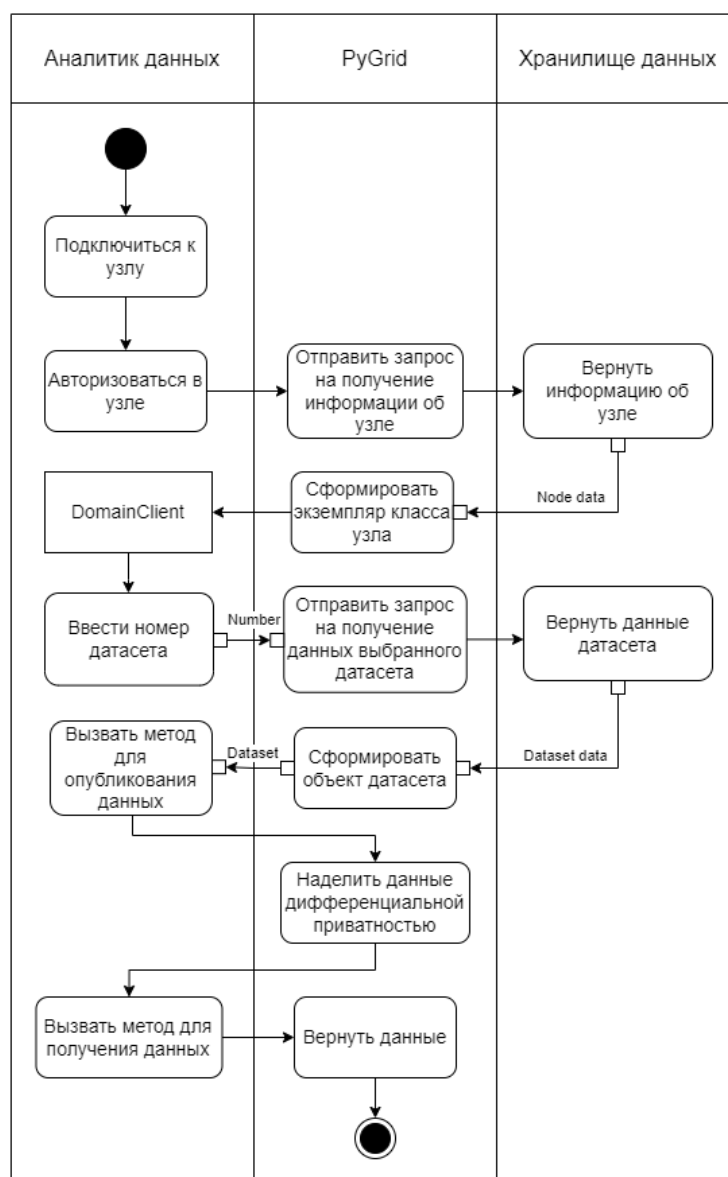 Аналитик данных
PyGrid
Хранилище данных
Подключиться к
узлу
Авторизоваться в
узле
Отправить запрос
на получение
информации об
узле
Вернуть
информацию об
узле
Node data
Сформировать
экземпляр класса
узла
DomainClient
Ввести номер
датасета
Number
Отправить запрос
на получение
данных выбранного
датасета
Вернуть данные
датасета
Dataset data
Сформировать
объект датасета
Dataset
Вызвать метод
для
опубликования
данных
Наделить данные
дифференциальной
приватностью
Вызвать метод для
получения данных
Вернуть данные